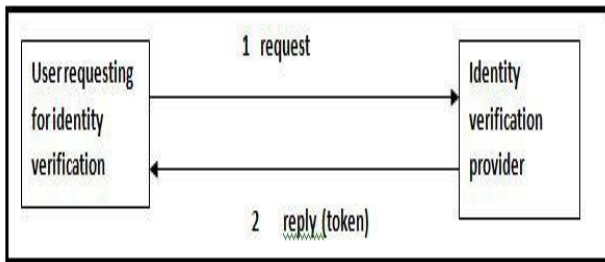 1 request
User requesting
for identity
verification
Identity
verification
provider
2 reply (token)